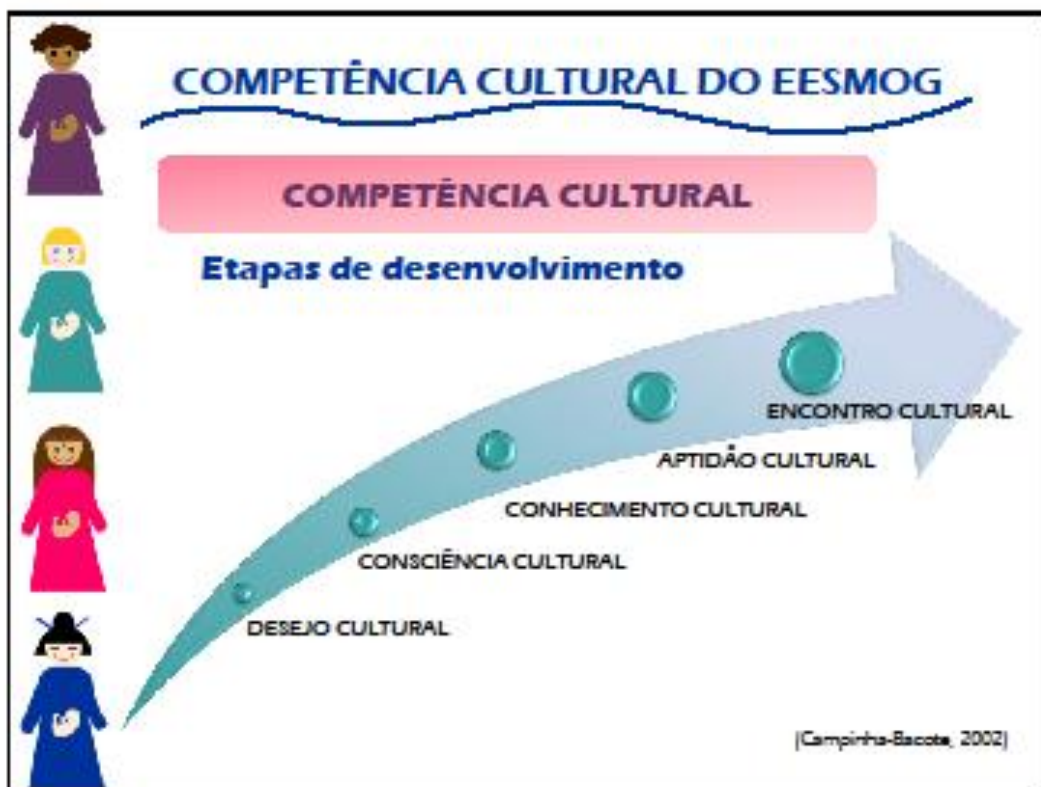 COMPETÊNCIA CULTURAL DO EESMOG
COMPETÊNCIA CULTURAL
Etapas de desenvolvimento
ENCONTRO CULTURAL
APTIDÃO CULTURAL
CONHECIMENTO CULTURAL
CONSCIÊNCIA CULTURAL
DESEJO CULTURAL
(Campinha-Bacote, 2002)